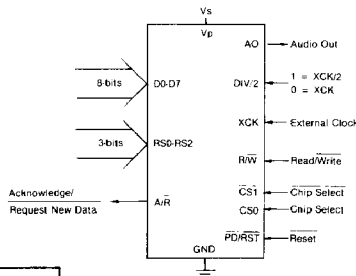 Vs
Vp
AO
Audio Out
8-bits
D0-D7
DIV/2
1 = XCK/2
0 = XCK
XCK
External Clock
3-bits
RS0-RS2
R/W
Read/Write
Acknowledge/
Request New Data
A/R
CS1
Chip Select
CS0
Chip Select
PD/RST
Reset
GND